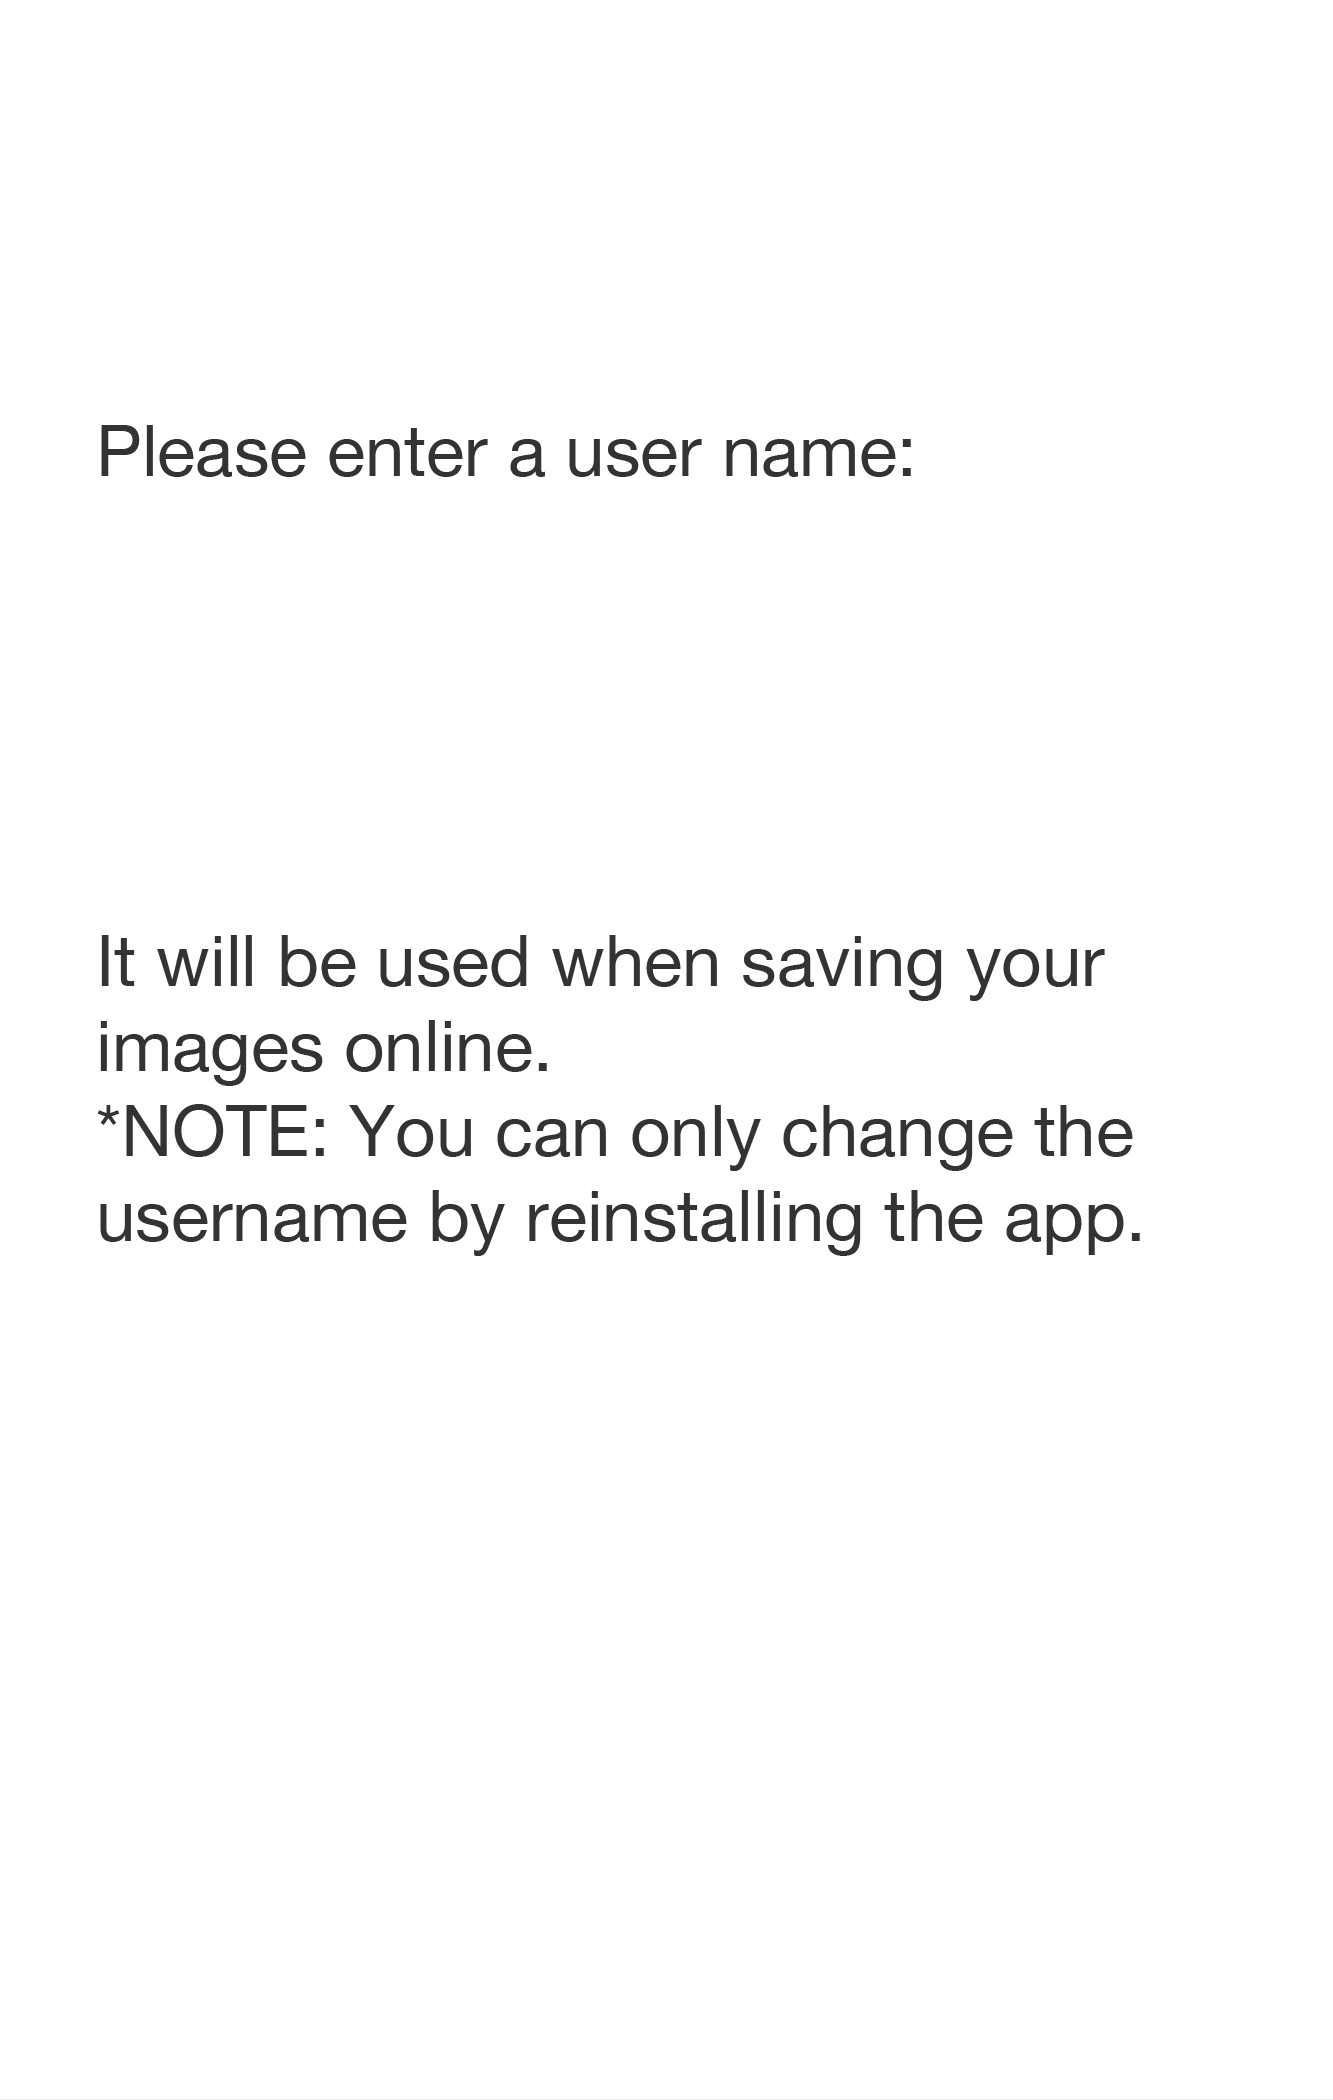 Please enter a user name:
It will be used when saving your
images online.
*NOTE: You can only change the
username by reinstalling the app.